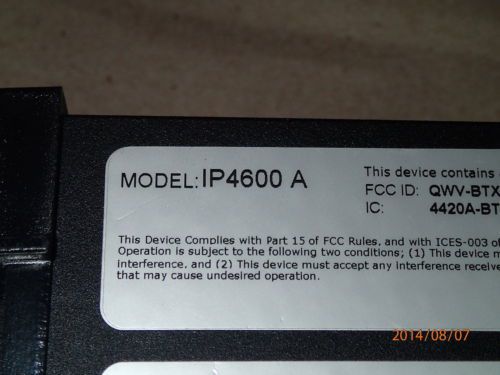 MODEL: IP4600 A
This device contains
FCC ID: QWV-BTX
IC: 4420A-BT
This Device Complies with Part 15 of FCC Rules, and with ICES-003 of
Operation is subject to the following two conditions; (1) This device m
interference, and (2) This device must accept any interference receive
that may cause undesired operation.
2014/08/07